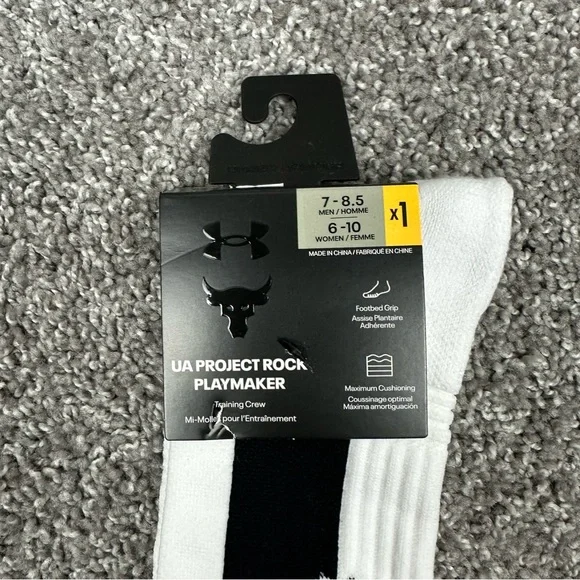 7 - 8.5
MEN / HOMME
6 - 10
WOMEN / FEMME
x1
MADE IN CHINA / FABRIQUÉ EN CHINE
Footbed Grip
Assise Plantaire
Adhérente
UA PROJECT ROCK
PLAYMAKER
Training Crew
Mi-Mollet pour l'Entraînement
Maximum Cushioning
Coussinage optimal
Máxima amortiguación